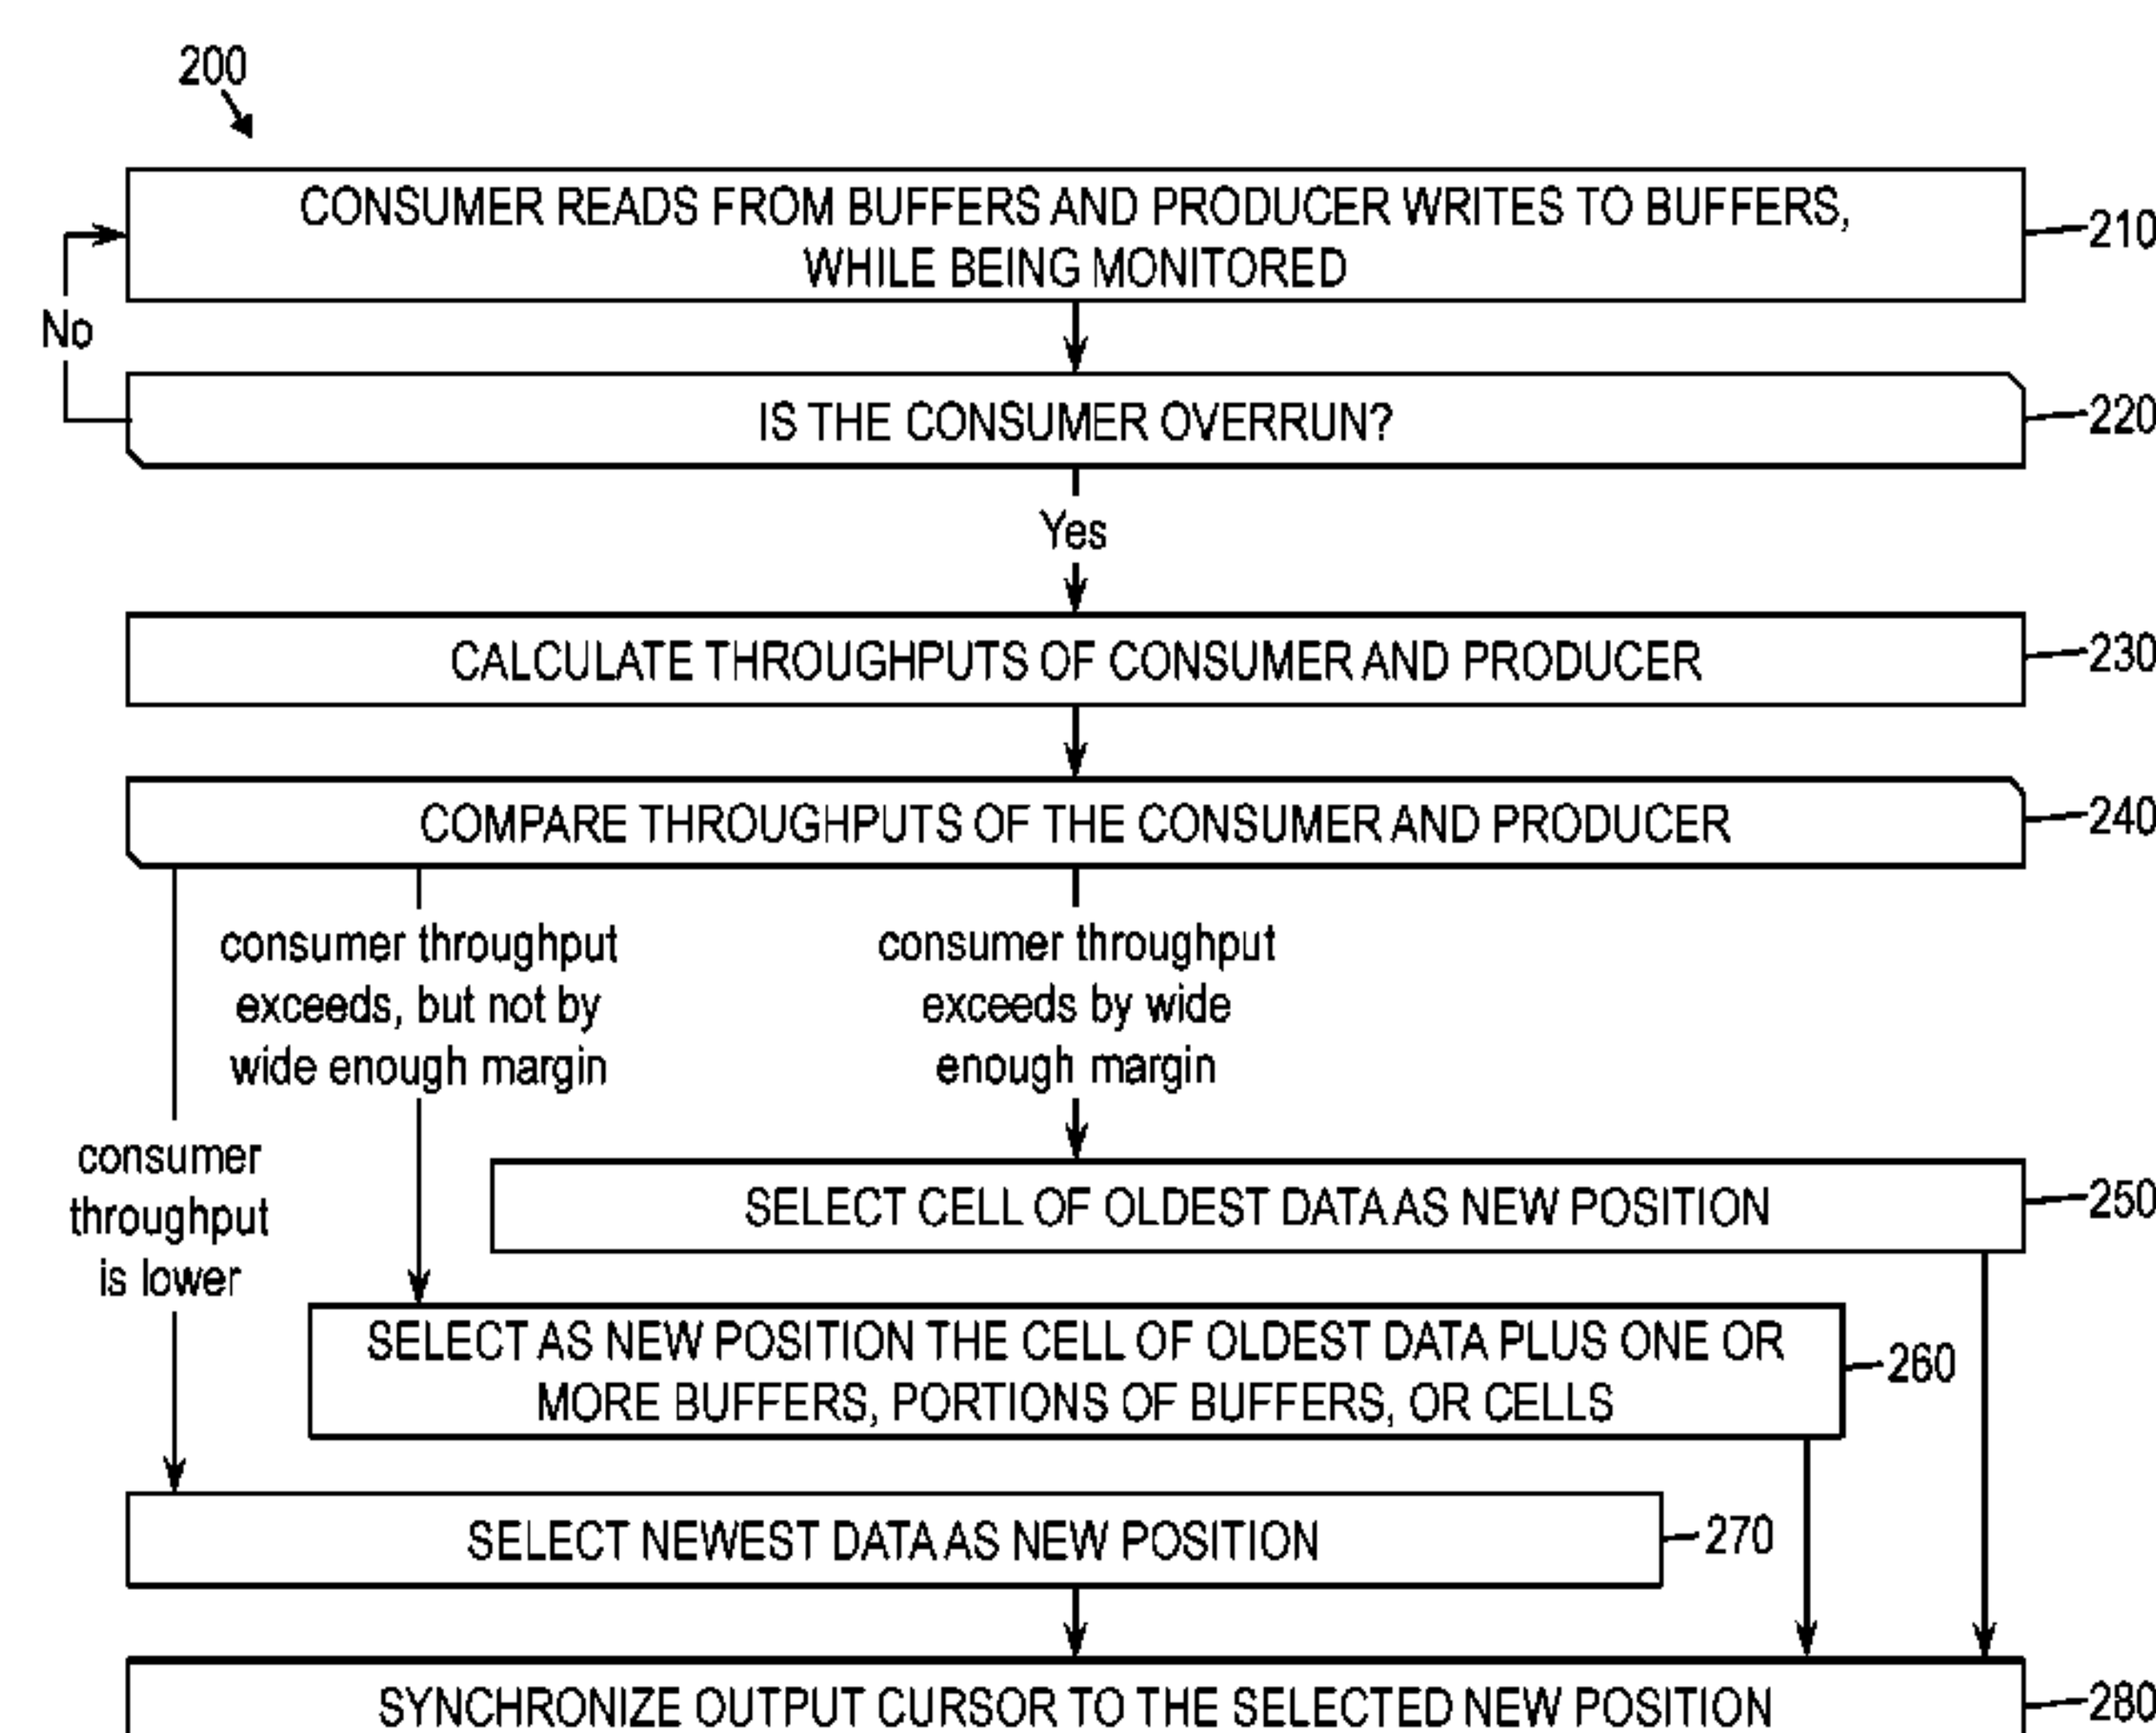 200
CONSUMER READS FROM BUFFERS AND PRODUCER WRITES TO BUFFERS,
WHILE BEING MONITORED
210
No
IS THE CONSUMER OVERRUN?
220
Yes
CALCULATE THROUGHPUTS OF CONSUMER AND PRODUCER
230
COMPARE THROUGHPUTS OF THE CONSUMER AND PRODUCER
240
consumer throughput
exceeds, but not by
wide enough margin
consumer throughput
exceeds by wide
enough margin
consumer
throughput
is lower
SELECT CELL OF OLDEST DATA AS NEW POSITION
250
SELECT AS NEW POSITION THE CELL OF OLDEST DATA PLUS ONE OR
MORE BUFFERS, PORTIONS OF BUFFERS, OR CELLS
260
SELECT NEWEST DATA AS NEW POSITION
270
SYNCHRONIZE OUTPUT CURSOR TO THE SELECTED NEW POSITION
280